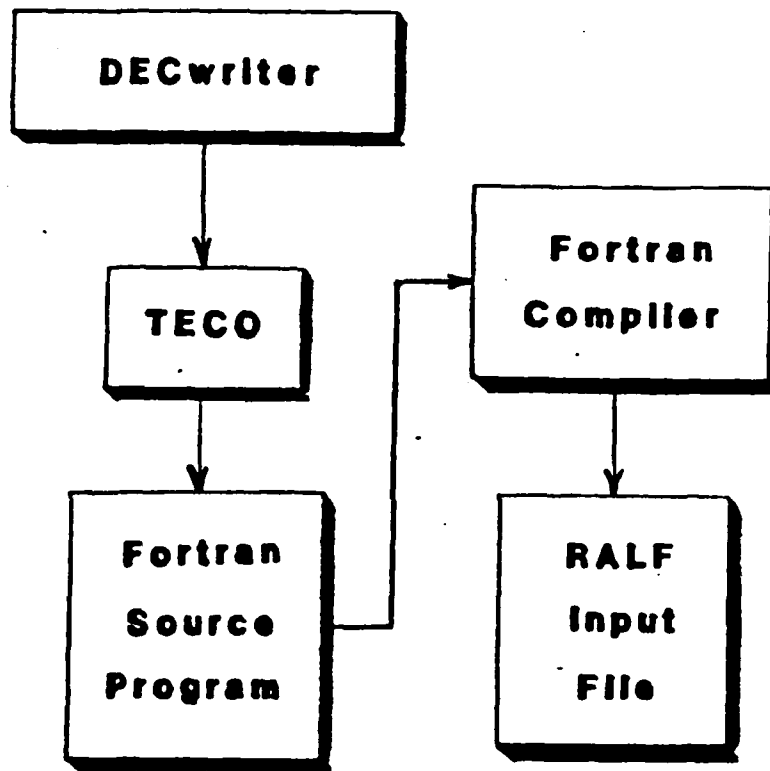 DECwriter
TECO
Fortran
Source
Program
Fortran
Compiler
RALF
Input
File